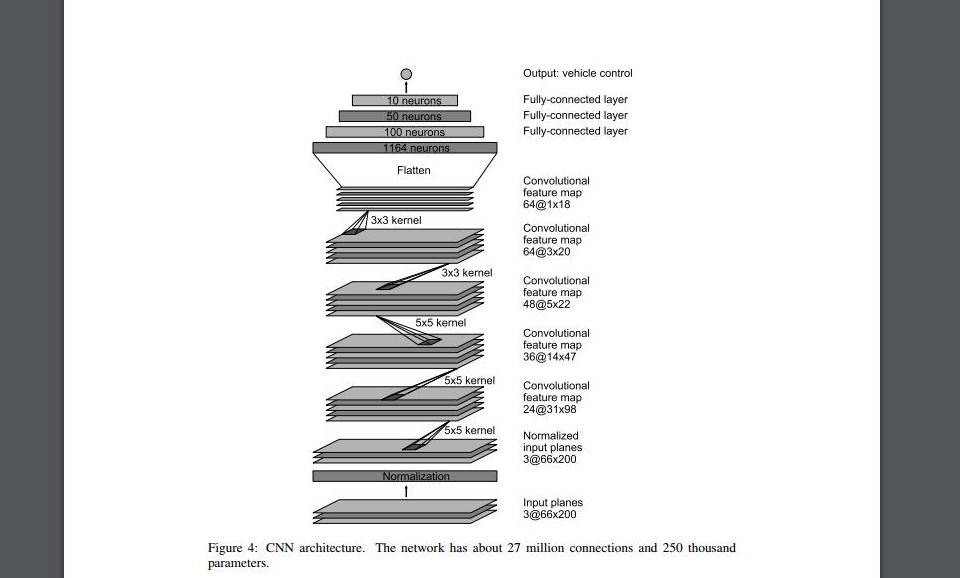 Output: vehicle control
10 neurons
Fully-connected layer
50 neurons
Fully-connected layer
100 neurons
Fully-connected layer
1164 neurons
Flatten
Convolutional
feature map
64@1x18
3x3 kernel
Convolutional
feature map
64@3x20
3x3 kernel
Convolutional
feature map
48@5x22
5x5 kernel
Convolutional
feature map
36@14x47
5x5 kernel
Convolutional
feature map
24@31x98
5x5 kernel
Normalized
input planes
3@66x200
Normalization
Input planes
3@66x200
Figure 4: CNN architecture. The network has about 27 million connections and 250 thousand
parameters.